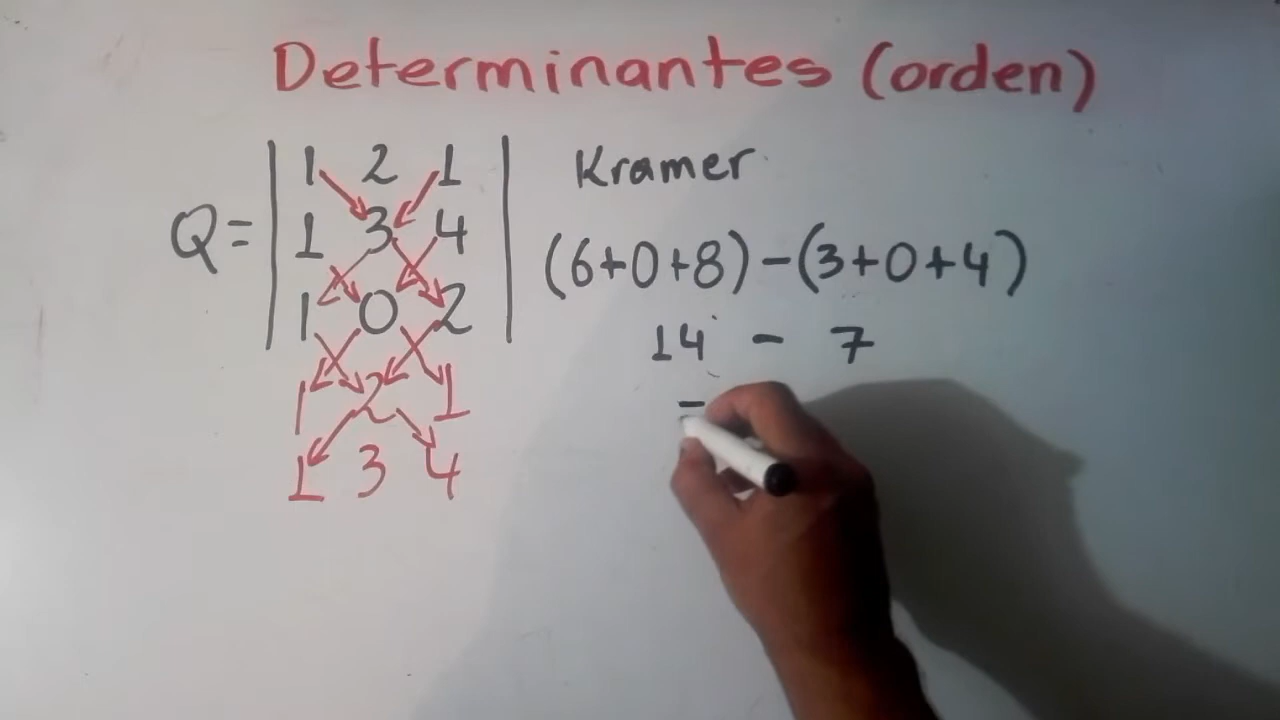 Determinantes (orden)
Kramer
1 2 1
Q= 1 3 4
1 0 2
1 2 1
1 3 4
(6+0+8)-(3+0+4)
14 - 7